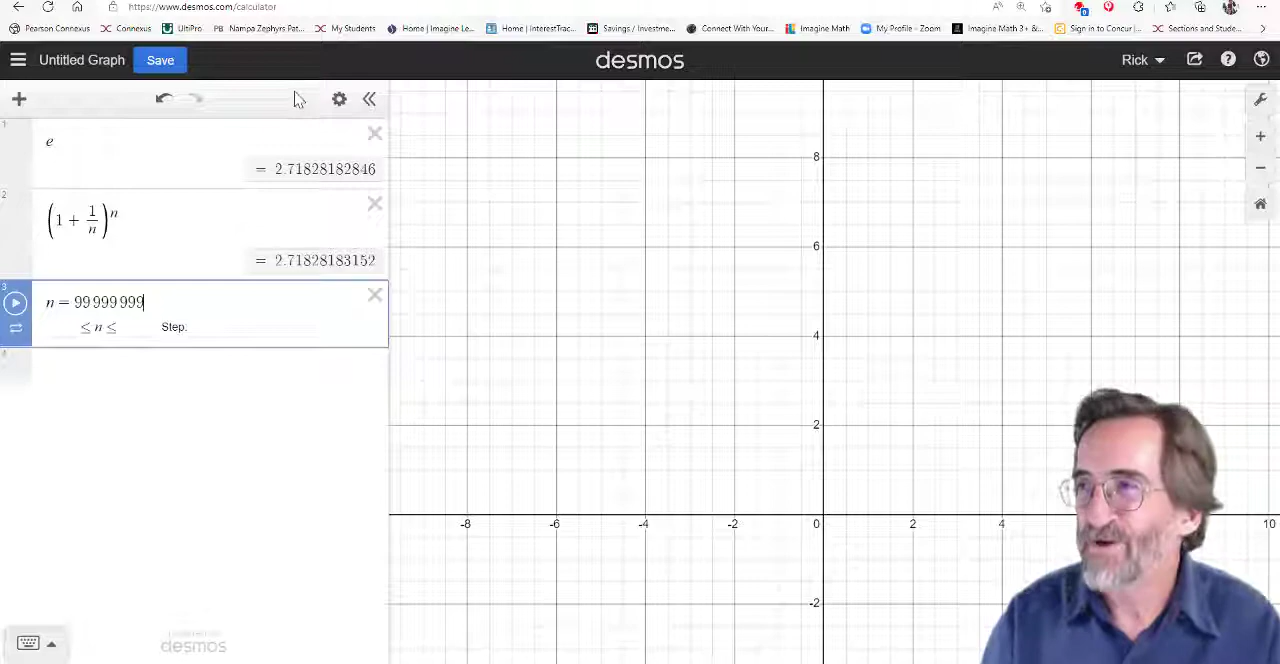 https://www.desmos.com/calculator
Pearson Connexus Connexus UltiPro PB Nampa Zephyrs Pat... My Students Home | Imagine Le... Home | InterestTrac... Savings / Investme... Connect With Your... Imagine Math My Profile - Zoom Imagine Math 3+ &... Sign in to Concur |... Sections and Stude...
Untitled Graph Save desmos Rick
1
e
= 2.71828182846
2
(1 + 1/n)^n
= 2.71828183152
3
n = 99 999 999
≤ n ≤ Step:
4
8
6
4
2
-8 -6 -4 -2 0 2 4 10
-2
desmos